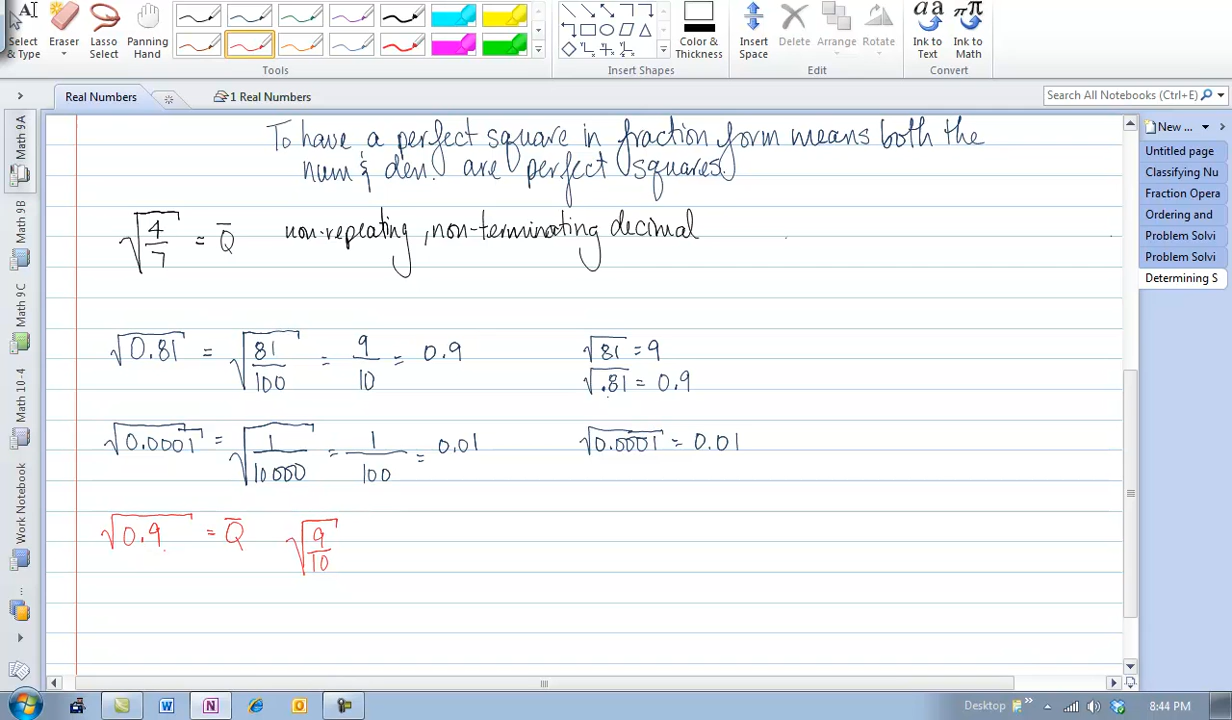 Select & Type
Eraser
Lasso Select
Panning Hand
Color & Thickness
Insert Space
Delete
Arrange
Rotate
Ink to Text
Ink to Math
Tools
Insert Shapes
Edit
Convert
Real Numbers
1 Real Numbers
Search All Notebooks (Ctrl+E)
Math 9A
Math 9B
Math 9C
Math 10-4
Work Notebook
New ...
Untitled page
Classifying Nu
Fraction Opera
Ordering and
Problem Solvi
Problem Solvi
Determining S
To have a perfect square in fraction form means both the
num & den. are perfect squares.
√(4/7) = Q̅ non-repeating, non-terminating decimal
√0.81 = √(81/100) = 9/10 = 0.9
√81 = 9
√.81 = 0.9
√0.0001 = √(1/10000) = 1/100 = 0.01
√0.0001 = 0.01
√0.9 = Q̅ √(9/10)
Desktop
8:44 PM